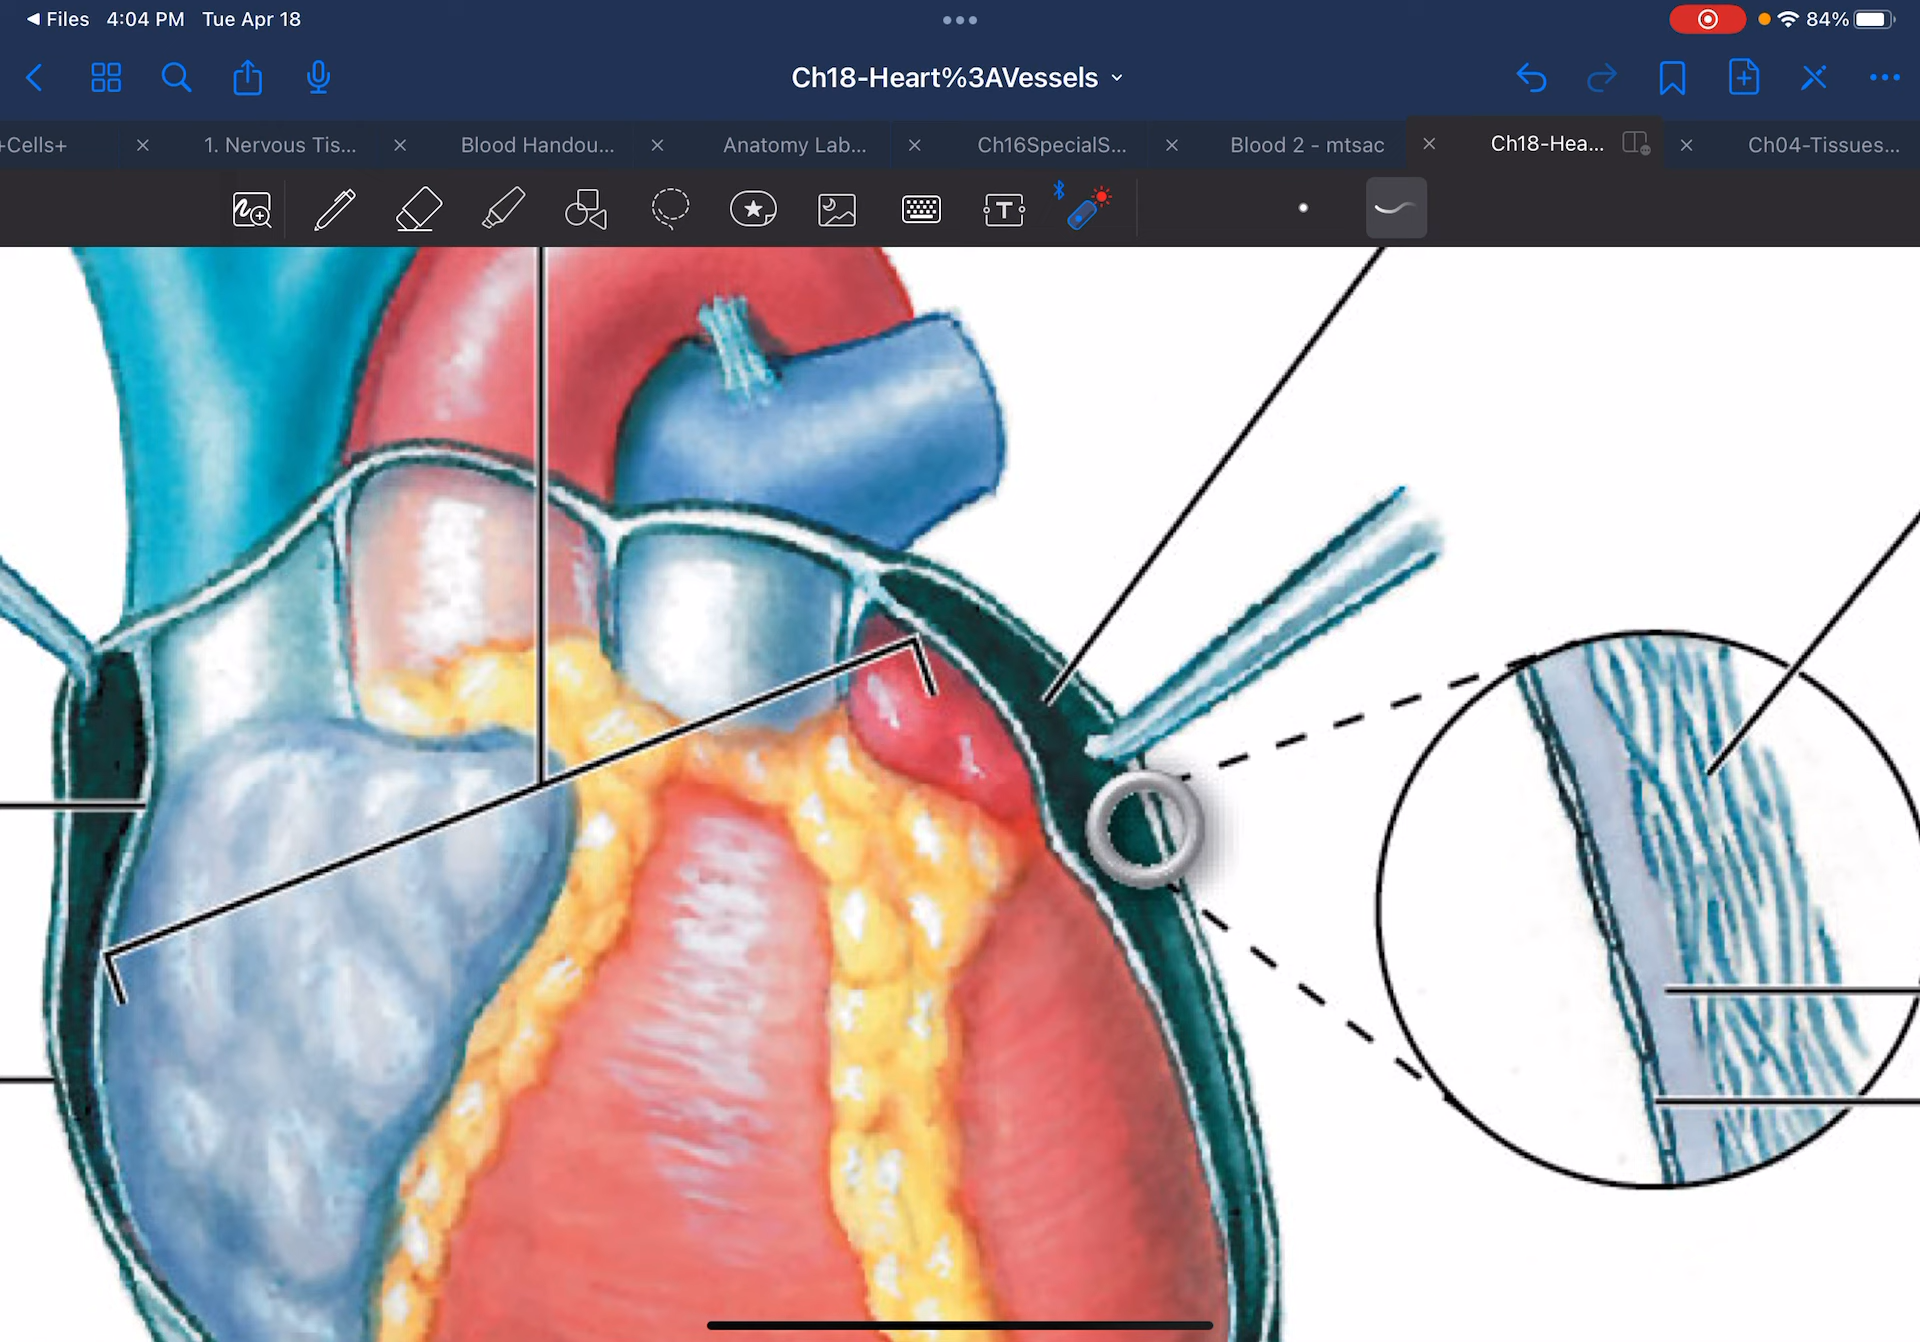 Files 4:04 PM Tue Apr 18
84%
Ch18-Heart%3AVessels
+Cells+ 1. Nervous Tis... Blood Handou... Anatomy Lab... Ch16SpecialS... Blood 2 - mtsac Ch18-Hea... Ch04-Tissues...
T